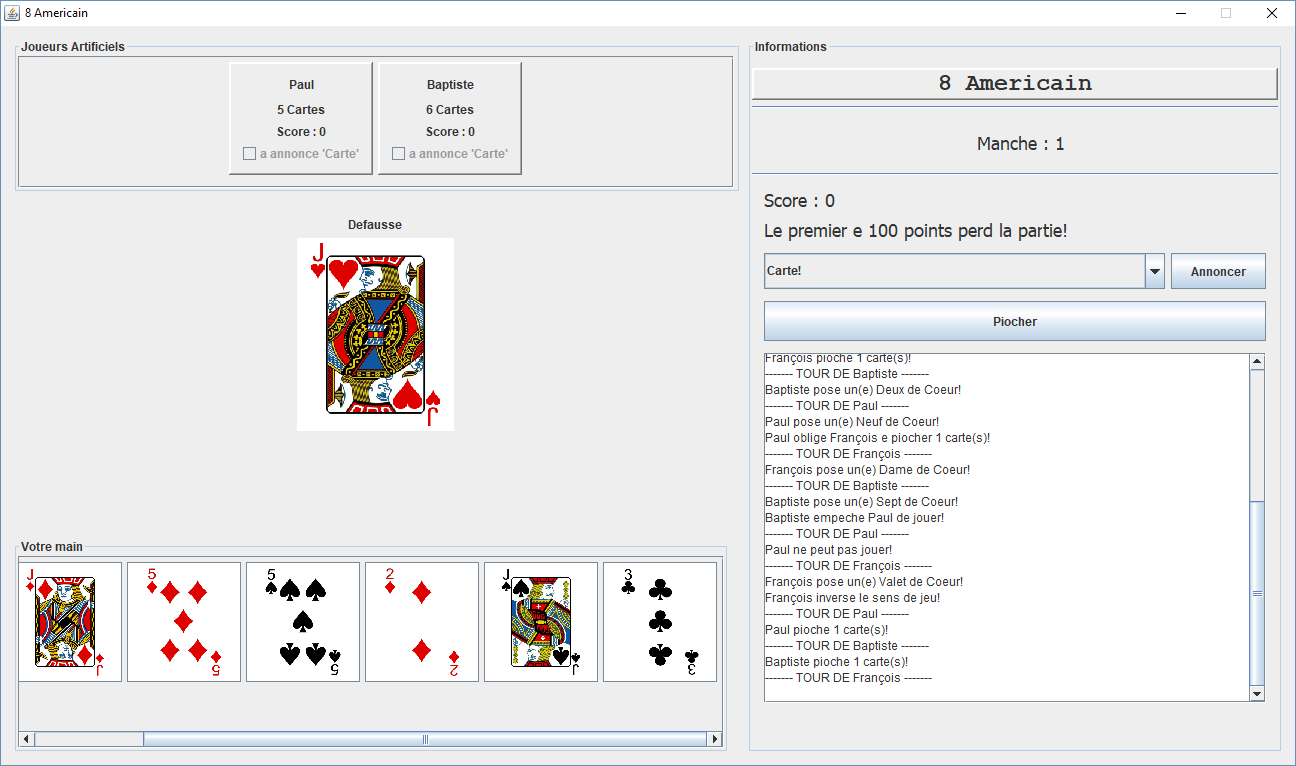 8 Americain
Joueurs Artificiels
Paul
5 Cartes
Score : 0
a annonce 'Carte'
Baptiste
6 Cartes
Score : 0
a annonce 'Carte'
Defausse
J
J
Votre main
J
J
5
5
5
5
2
2
J
J
3
3
Informations
8 Americain
Manche : 1
Score : 0
Le premier e 100 points perd la partie!
Carte!
Annoncer
Piocher
François pioche 1 carte(s)!
------- TOUR DE Baptiste -------
Baptiste pose un(e) Deux de Coeur!
------- TOUR DE Paul -------
Paul pose un(e) Neuf de Coeur!
Paul oblige François e piocher 1 carte(s)!
------- TOUR DE François -------
François pose un(e) Dame de Coeur!
------- TOUR DE Baptiste -------
Baptiste pose un(e) Sept de Coeur!
Baptiste empeche Paul de jouer!
------- TOUR DE Paul -------
Paul ne peut pas jouer!
------- TOUR DE François -------
François pose un(e) Valet de Coeur!
François inverse le sens de jeu!
------- TOUR DE Paul -------
Paul pioche 1 carte(s)!
------- TOUR DE Baptiste -------
Baptiste pioche 1 carte(s)!
------- TOUR DE François -------